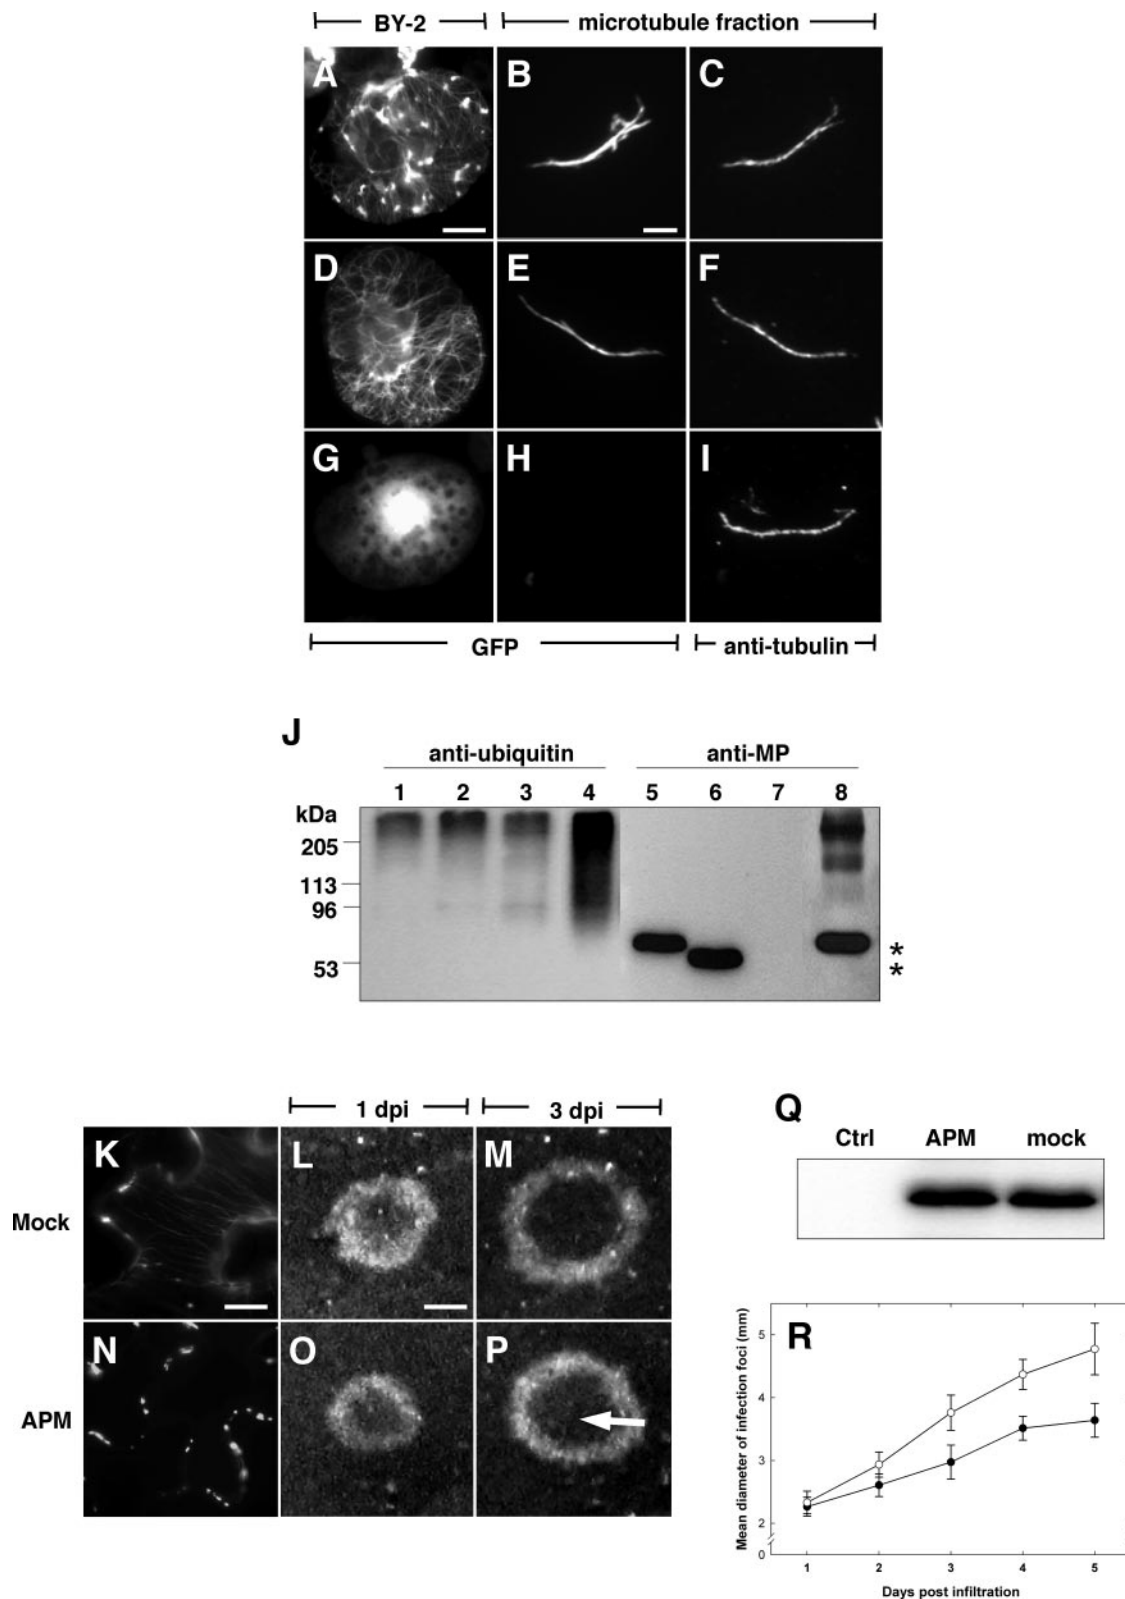 BY-2 microtubule fraction
A B C
D E F
G H I
GFP anti-tubulin
J
anti-ubiquitin anti-MP
1 2 3 4 5 6 7 8
kDa
205
113
96
53
*
*
1 dpi 3 dpi
K L M
Mock
N O P
APM
Q
Ctrl APM mock
R
Mean diameter of infection foci (mm)
5
4
3
2
0
1 2 3 4 5
Days post infiltration